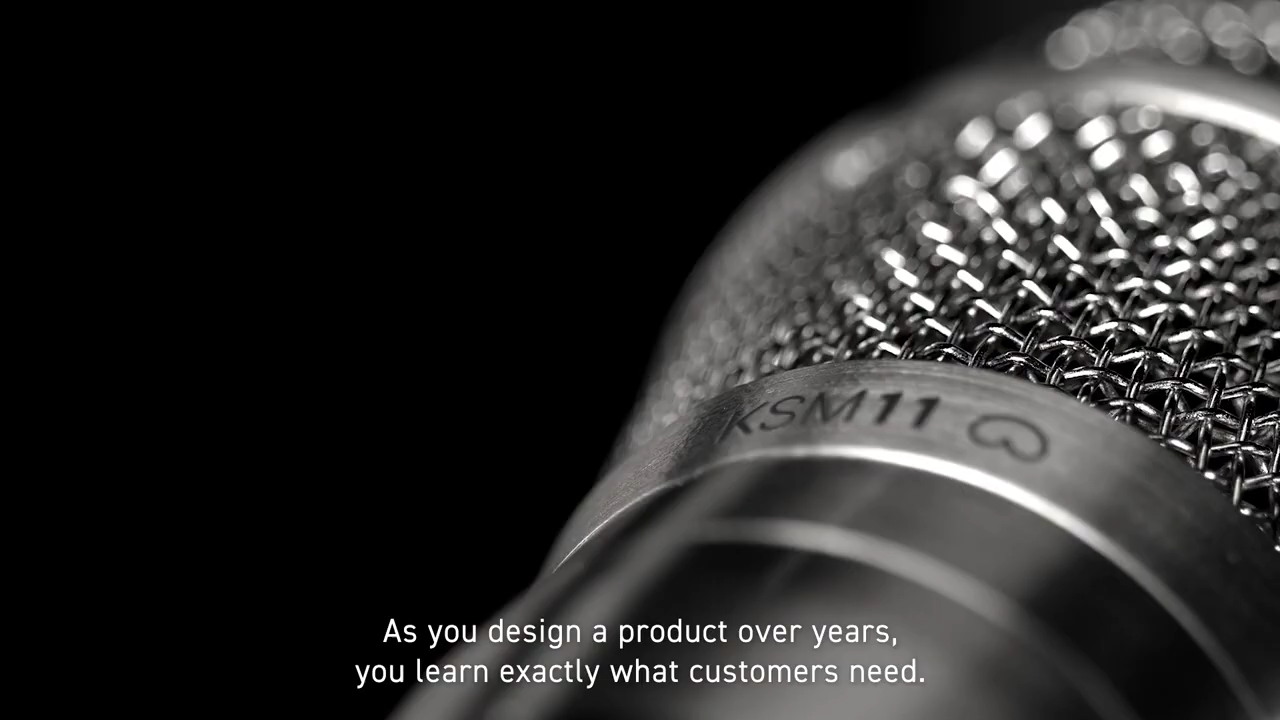 KSM11
As you design a product over years,
you learn exactly what customers need.